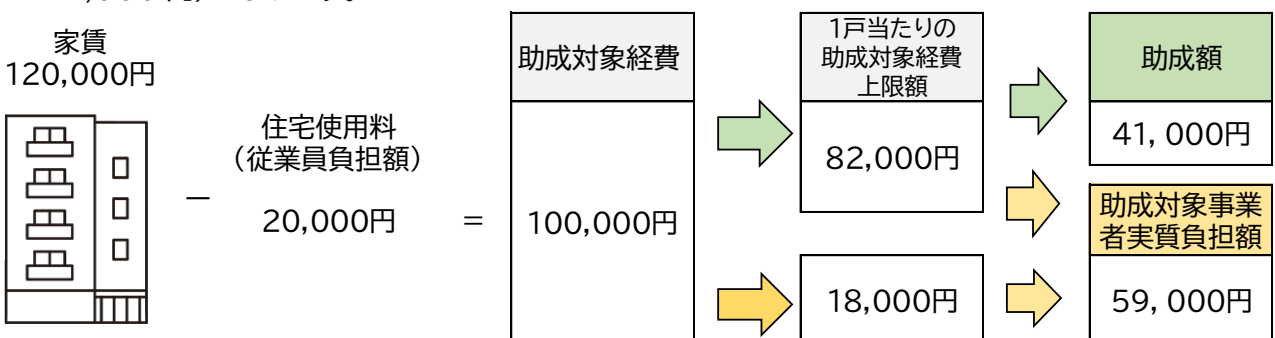 家賃
120,000円
住宅使用料
（従業員負担額）
－
20,000円
＝
助成対象経費
100,000円
1戸当たりの
助成対象経費
上限額
82,000円
18,000円
助成額
41，000円
助成対象事業
者実質負担額
59，000円